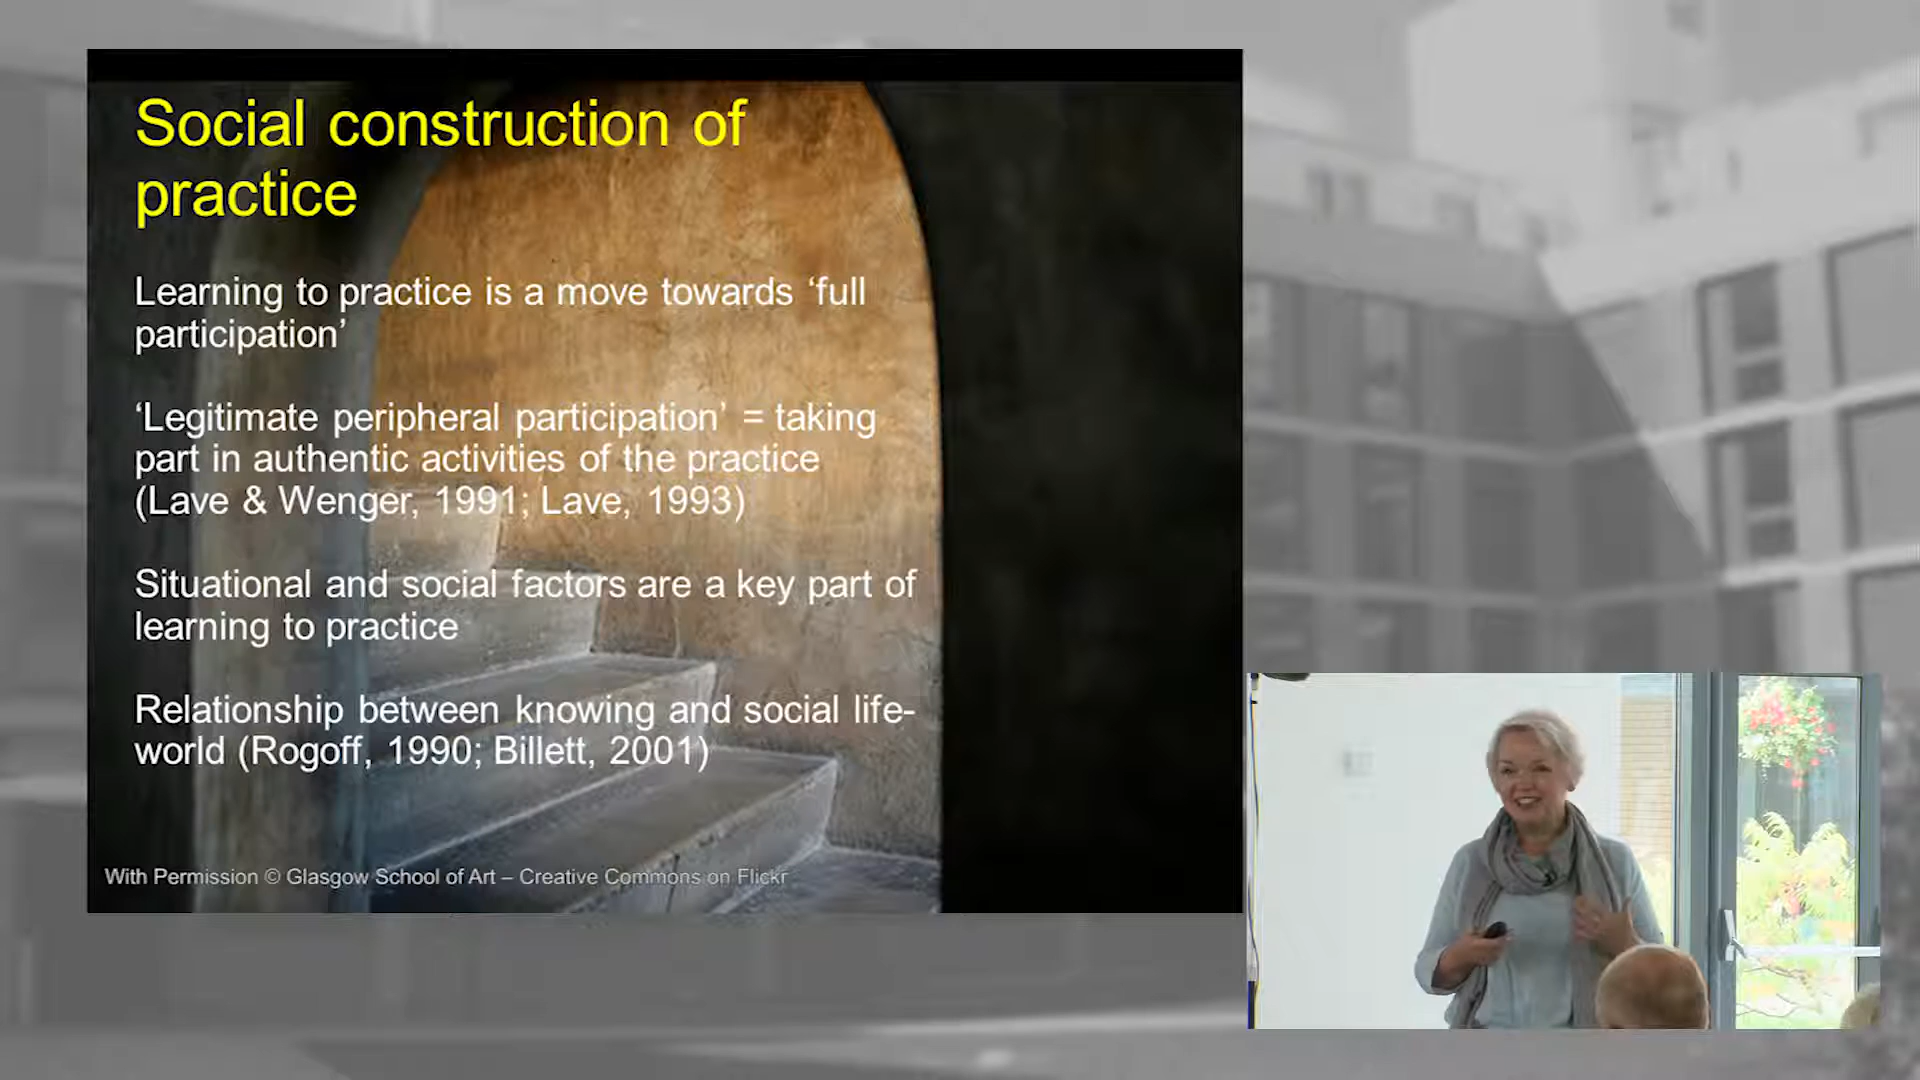 Social construction of
practice
Learning to practice is a move towards ‘full
participation’
‘Legitimate peripheral participation’ = taking
part in authentic activities of the practice
(Lave & Wenger, 1991; Lave, 1993)
Situational and social factors are a key part of
learning to practice
Relationship between knowing and social life-
world (Rogoff, 1990; Billett, 2001)
With Permission © Glasgow School of Art – Creative Commons on Flickr